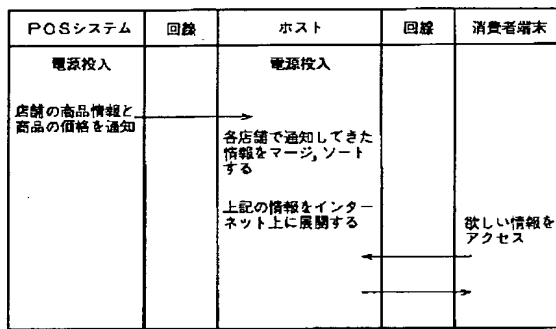 POSシステム 回線 ホスト 回線 消費者端末
電源投入 電源投入
店舗の商品情報と
商品の価格を通知
各店舗で通知してきた
情報をマージ,ソート
する
上記の情報をインター
ネット上に展開する
欲しい情報を
アクセス